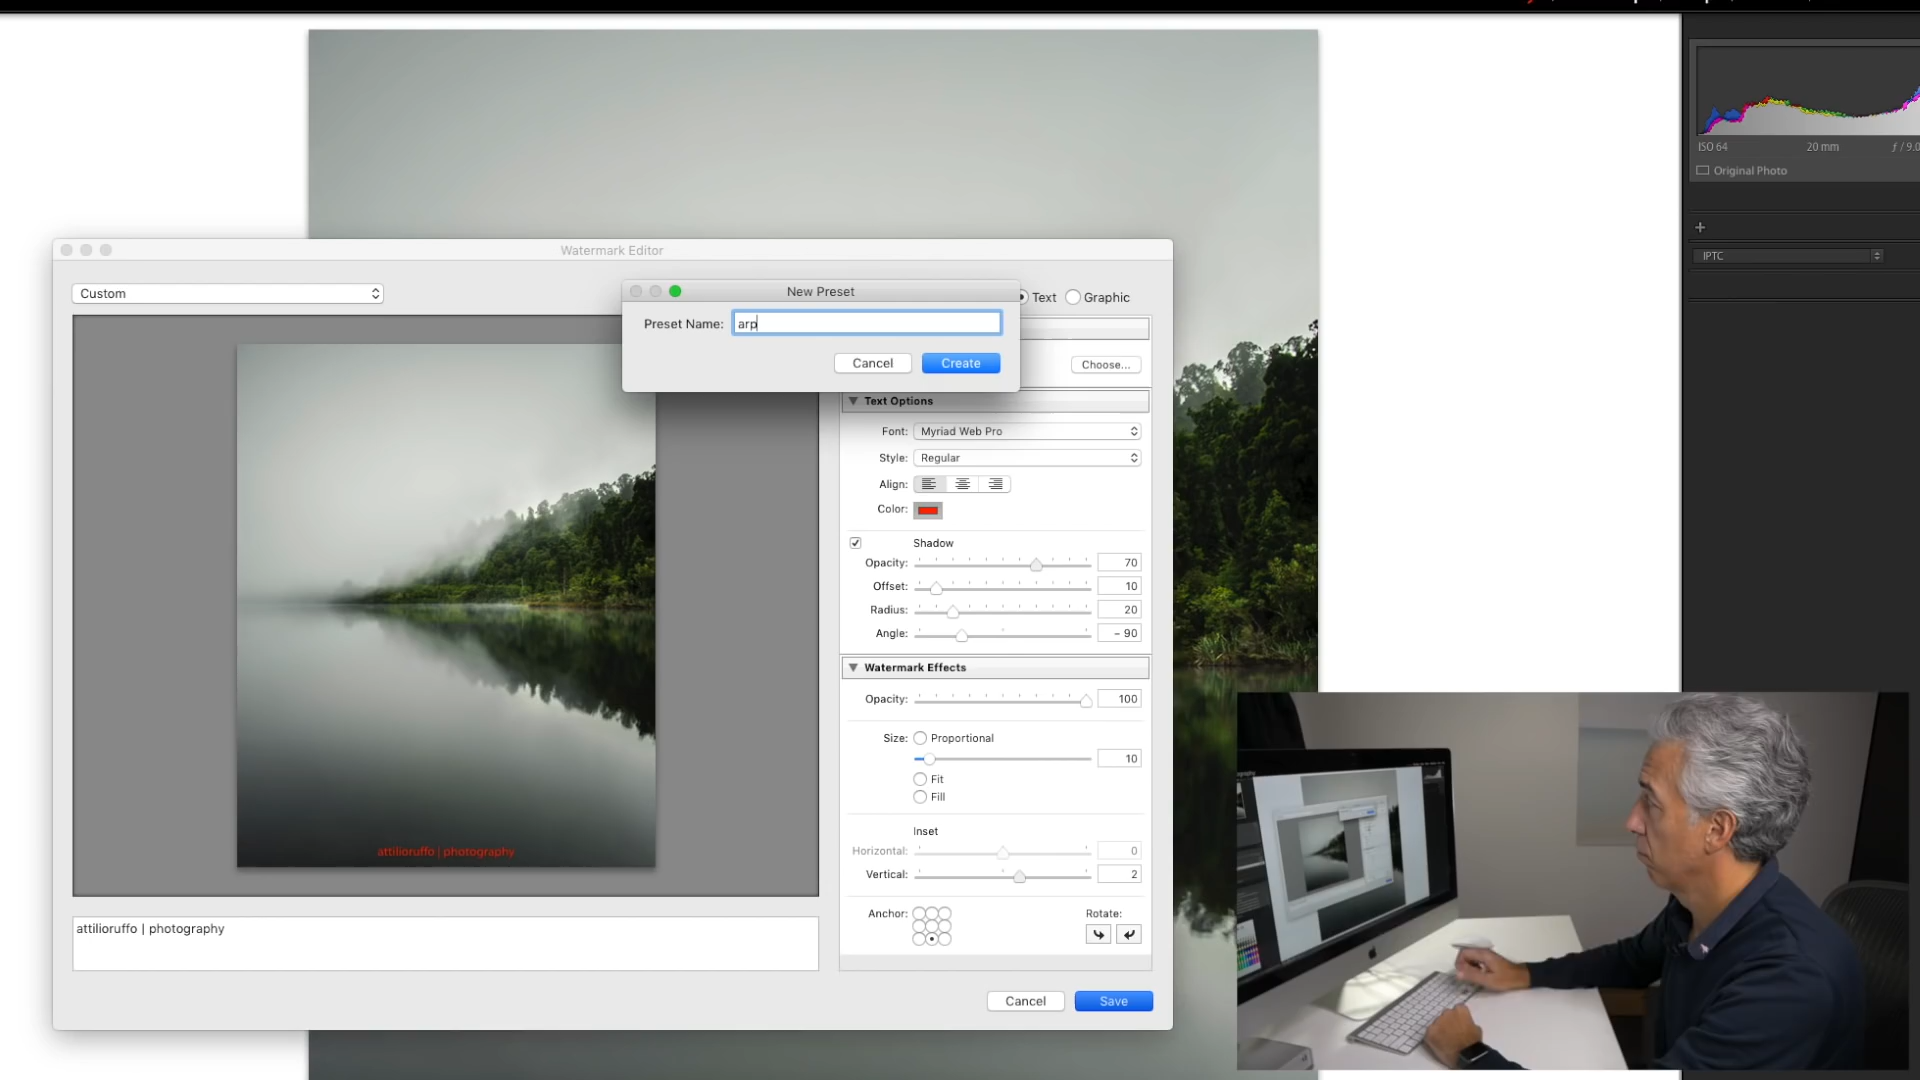 ISO 64 20 mm f / 9.0
Original Photo
+
IPTC
Watermark Editor
Custom
New Preset
Text Graphic
Preset Name: arp
Cancel Create
Choose...
Text Options
Font: Myriad Web Pro
Style: Regular
Align:
Color:
Shadow
Opacity: 70
Offset: 10
Radius: 20
Angle: - 90
Watermark Effects
Opacity: 100
Size: Proportional
10
Fit
Fill
Inset
Horizontal: 0
Vertical: 2
Anchor: Rotate:
attilioruffo | photography
attilioruffo | photography
Cancel Save